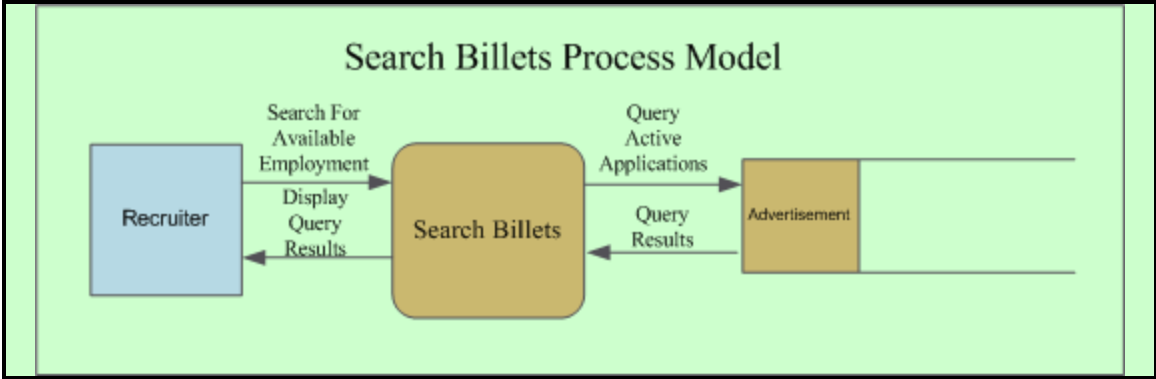 Search Billets Process Model
Search For
Available
Employment
Query
Active
Applications
Display
Query
Results
Recruiter
Search Billets
Query
Results
Advertisement